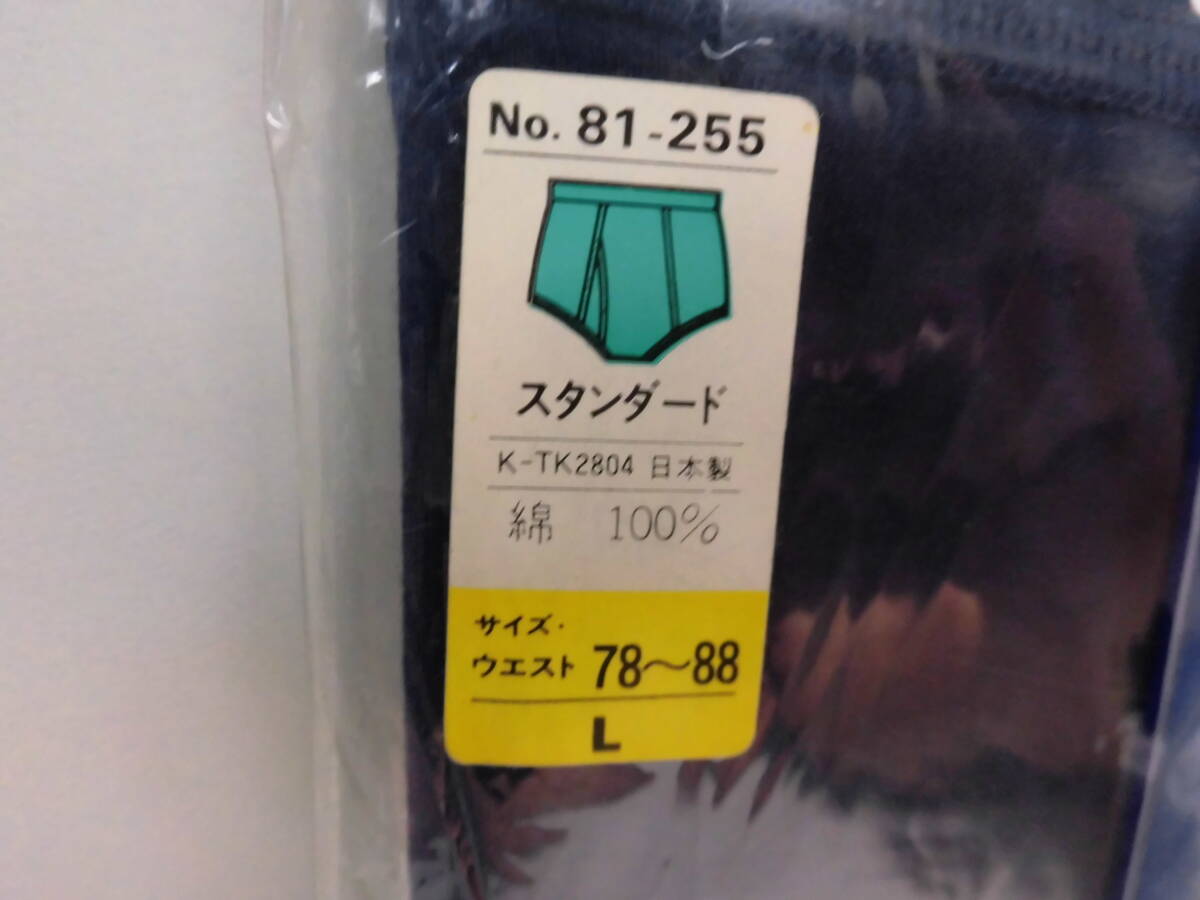 No. 81-255
スタンダード
K-TK2804 日本製
綿 100%
サイズ・
ウエスト 78〜88
L